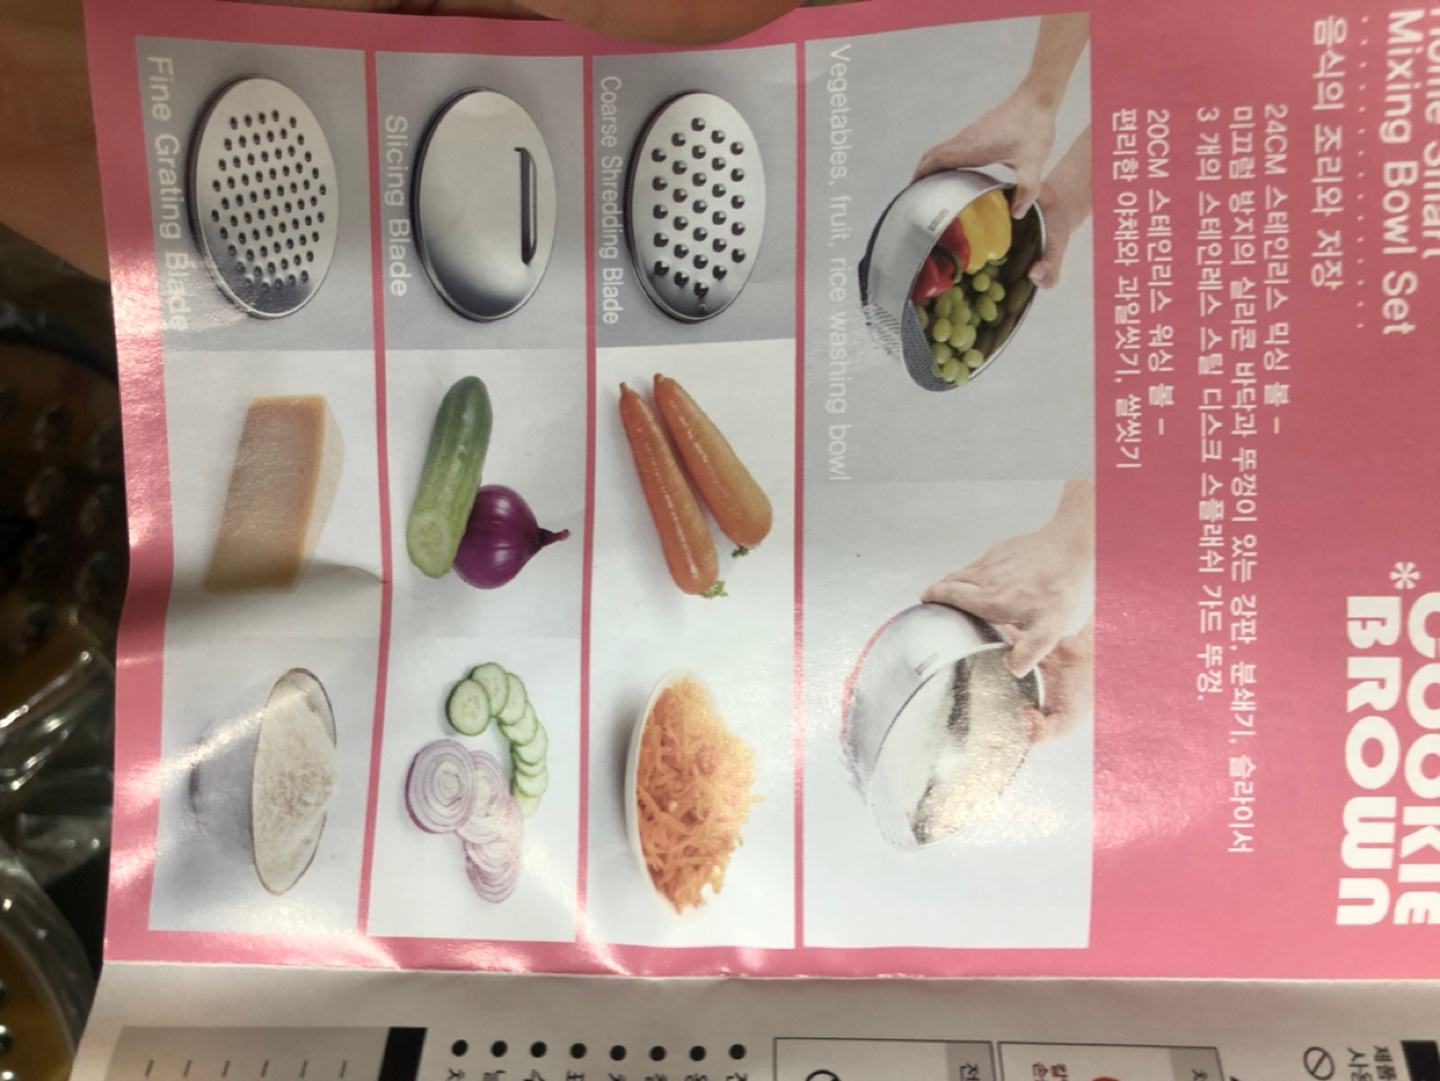 Mixing Bowl Set
음식의 조리와 저장
*COOKIE
BROWN
24CM 스테인리스 믹싱 볼 –
미끄럼 방지의 실리콘 바닥과 뚜껑이 있는 강판, 분쇄기, 슬라이서
3 개의 스테인레스 스틸 디스크 스플래쉬 가드 뚜껑.
20CM 스테인리스 워싱 볼 –
편리한 야채와 과일씻기, 쌀씻기
Vegetables, fruit, rice washing bowl
Coarse Shredding Blade
Slicing Blade
Fine Grating Blade